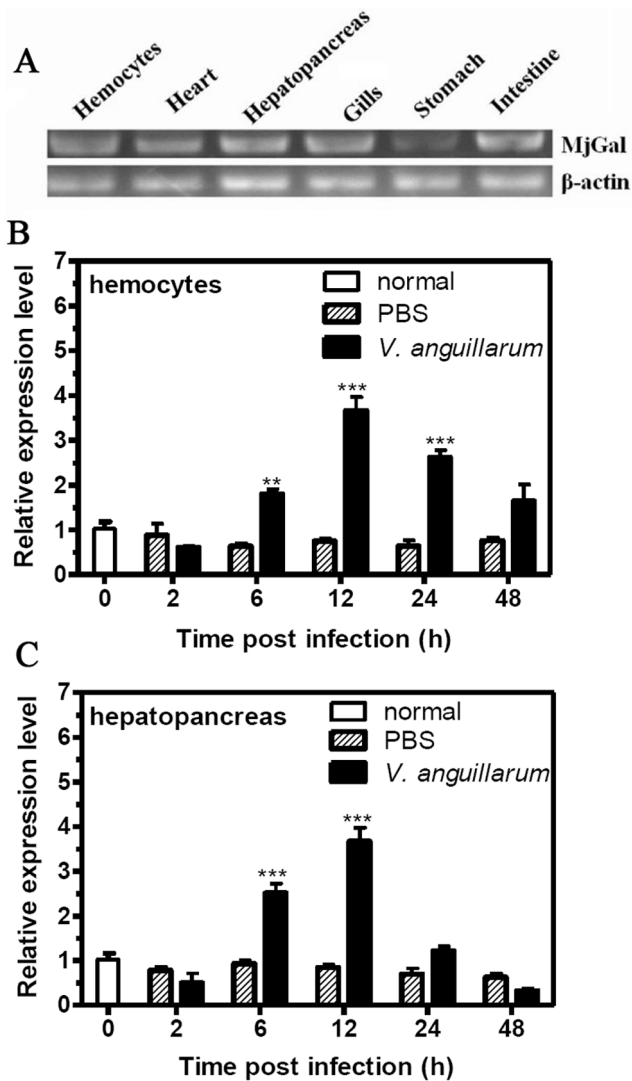 A
Hemocytes Heart Hepatopancreas Gills Stomach Intestine
MjGal
β-actin
B
hemocytes
normal
PBS
V. anguillarum
Relative expression level
7
6
5
4
3
2
1
0
**
***
***
0 2 6 12 24 48
Time post infection (h)
C
hepatopancreas
normal
PBS
V. anguillarum
Relative expression level
7
6
5
4
3
2
1
0
***
***
0 2 6 12 24 48
Time post infection (h)